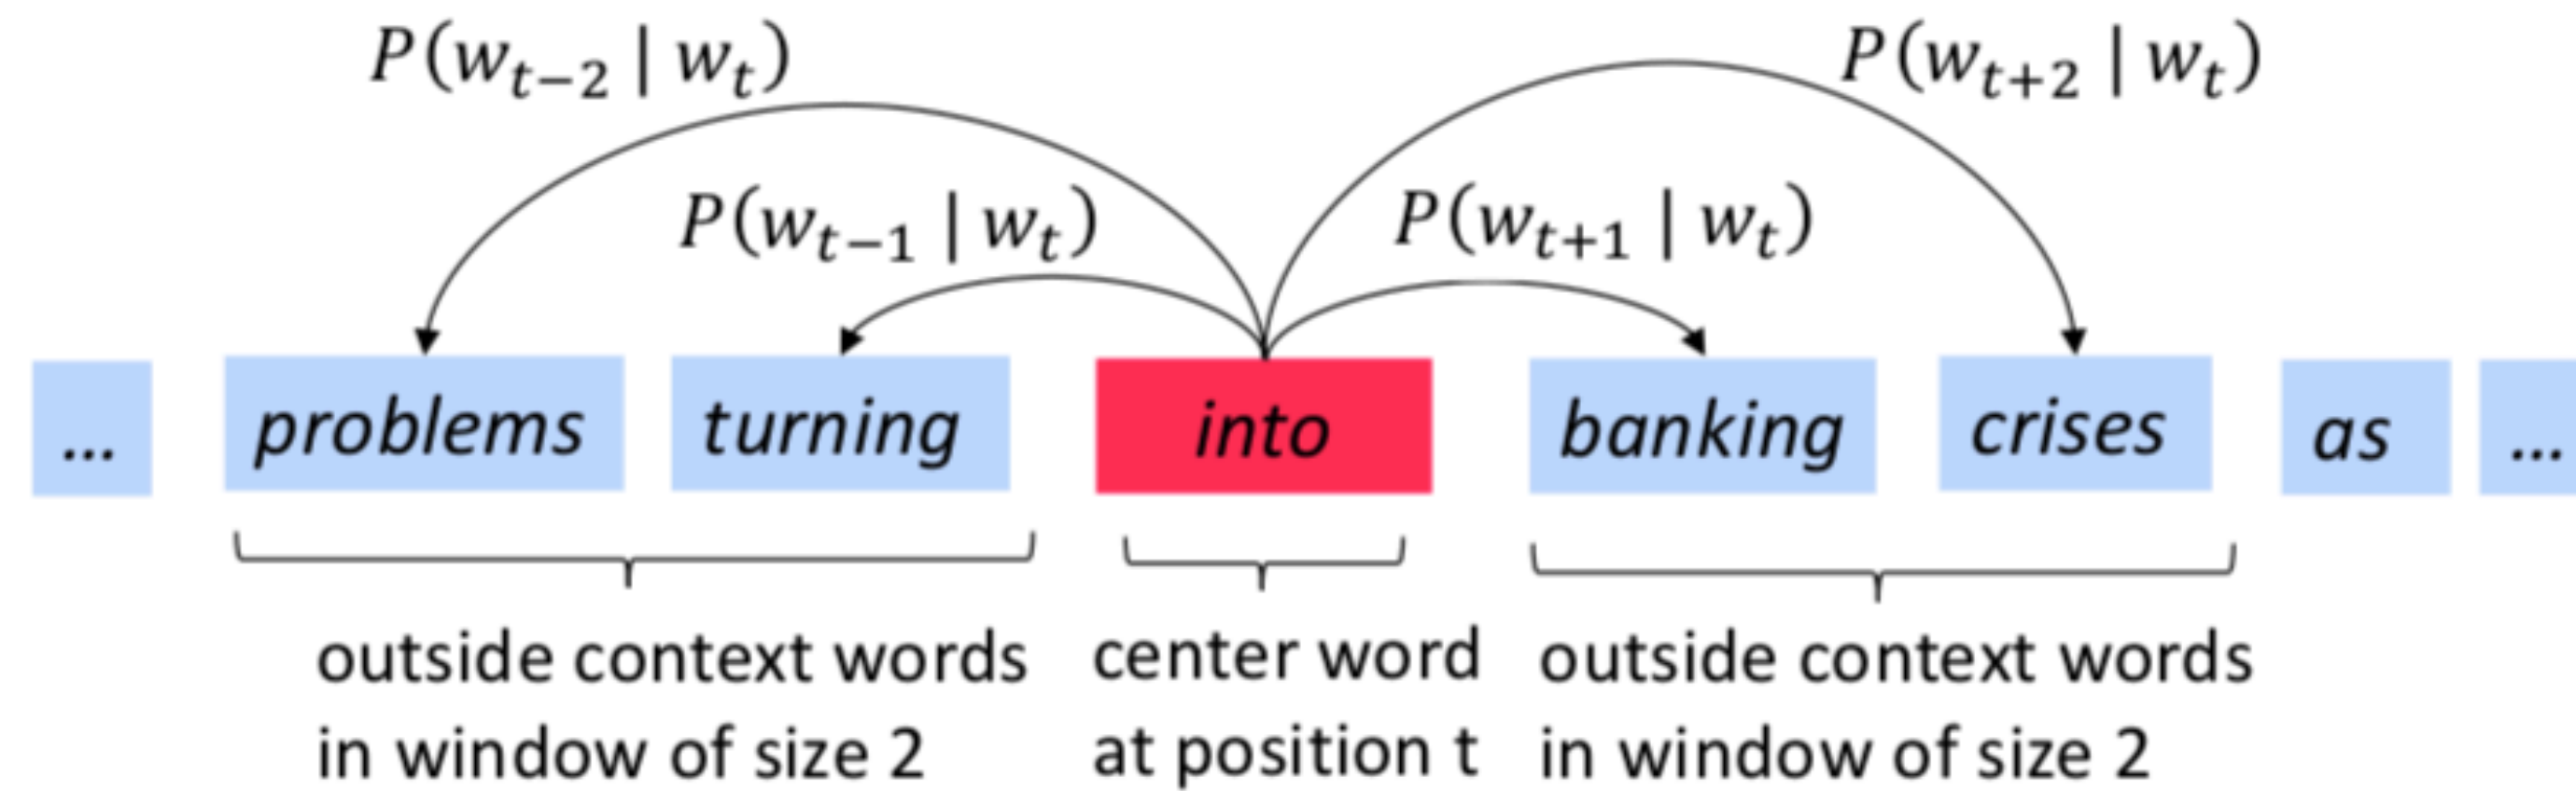 P(w_{t-2} | w_t) P(w_{t+2} | w_t)
P(w_{t-1} | w_t) P(w_{t+1} | w_t)
... problems turning into banking crises as ...
outside context words
in window of size 2
center word
at position t
outside context words
in window of size 2